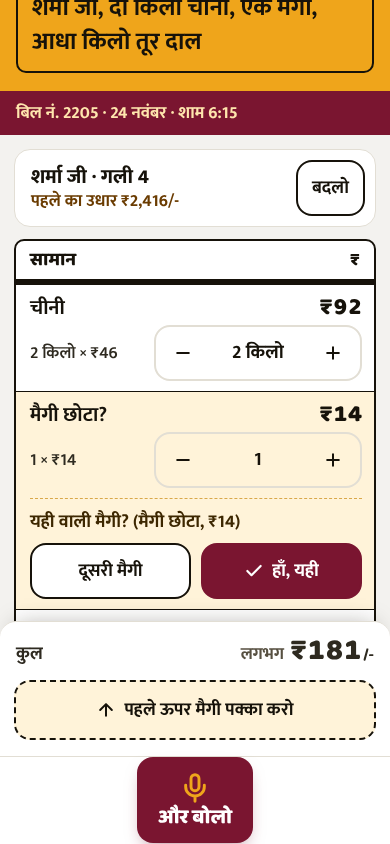 शर्मा जी, दो किलो चीनी, एक मैगी,
आधा किलो तूर दाल
बिल नं. 2205 · 24 नवंबर · शाम 6:15
शर्मा जी · गली 4
पहले का उधार ₹2,416/-
बदलो
सामान ₹
चीनी ₹92
2 किलो × ₹46 − 2 किलो +
मैगी छोटा? ₹14
1 × ₹14 − 1 +
यही वाली मैगी? (मैगी छोटा, ₹14)
दूसरी मैगी ✓ हाँ, यही
कुल लगभग ₹181/-
↑ पहले ऊपर मैगी पक्का करो
और बोलो